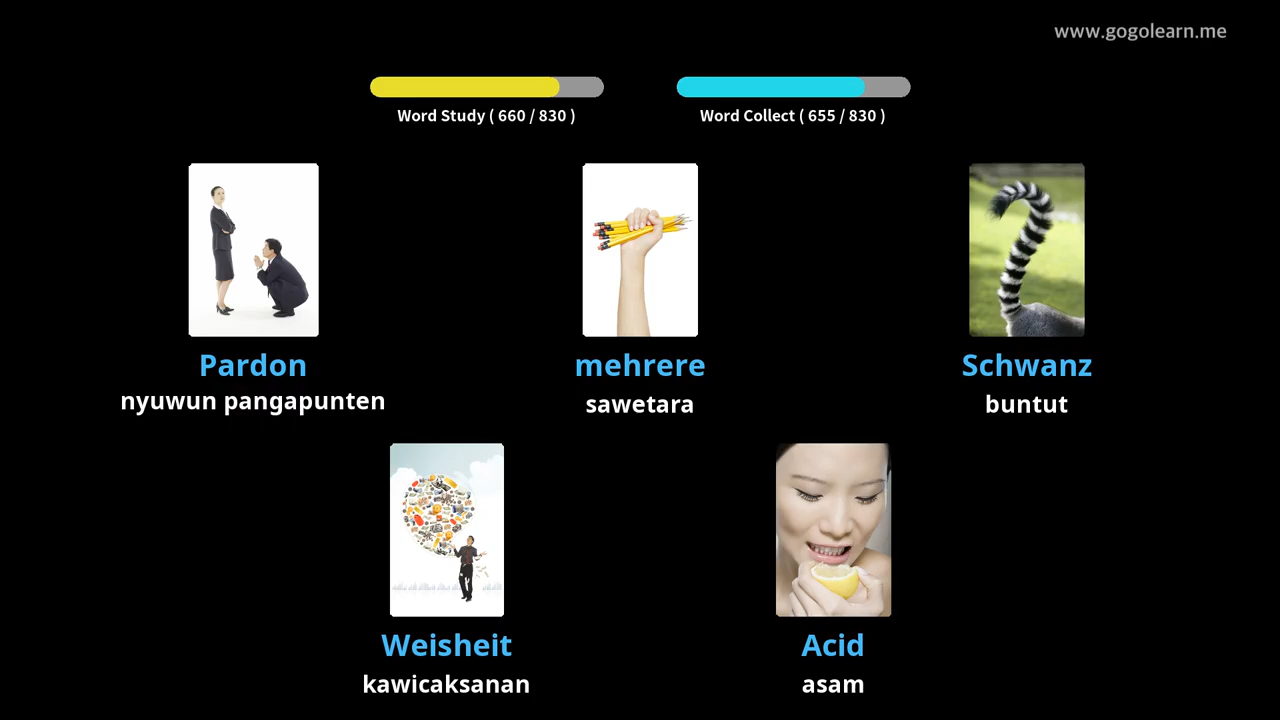 www.gogolearn.me
Word Study ( 660 / 830 )
Word Collect ( 655 / 830 )
Pardon
nyuwun pangapunten
mehrere
sawetara
Schwanz
buntut
Weisheit
kawicaksanan
Acid
asam